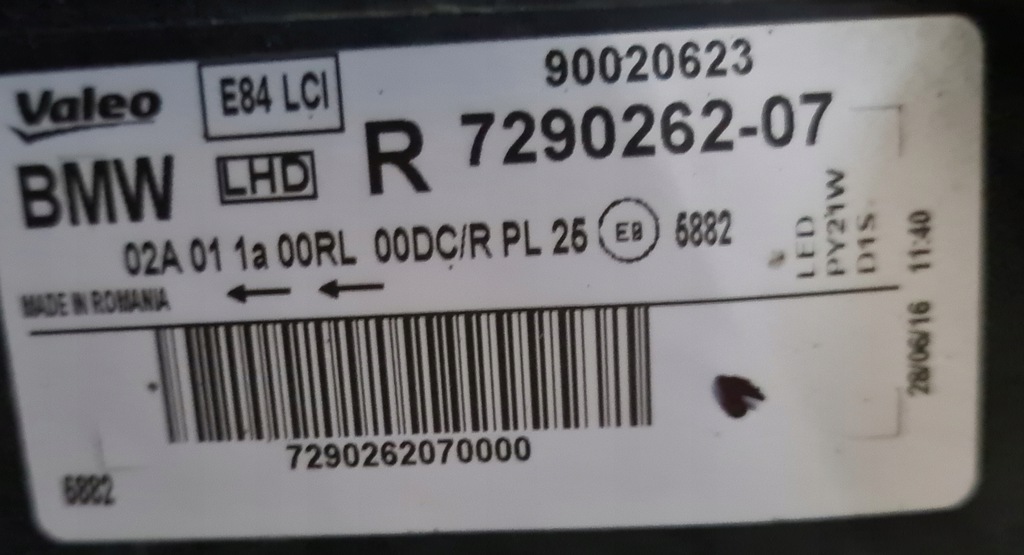 90020623
Valeo E84 LCI
BMW LHD R 7290262-07
02A 01 1a 00RL 00DC/R PL 25 E9 5882
MADE IN ROMANIA
LED
PY21W
D1S
28/06/16 11:40
7290262070000
5882